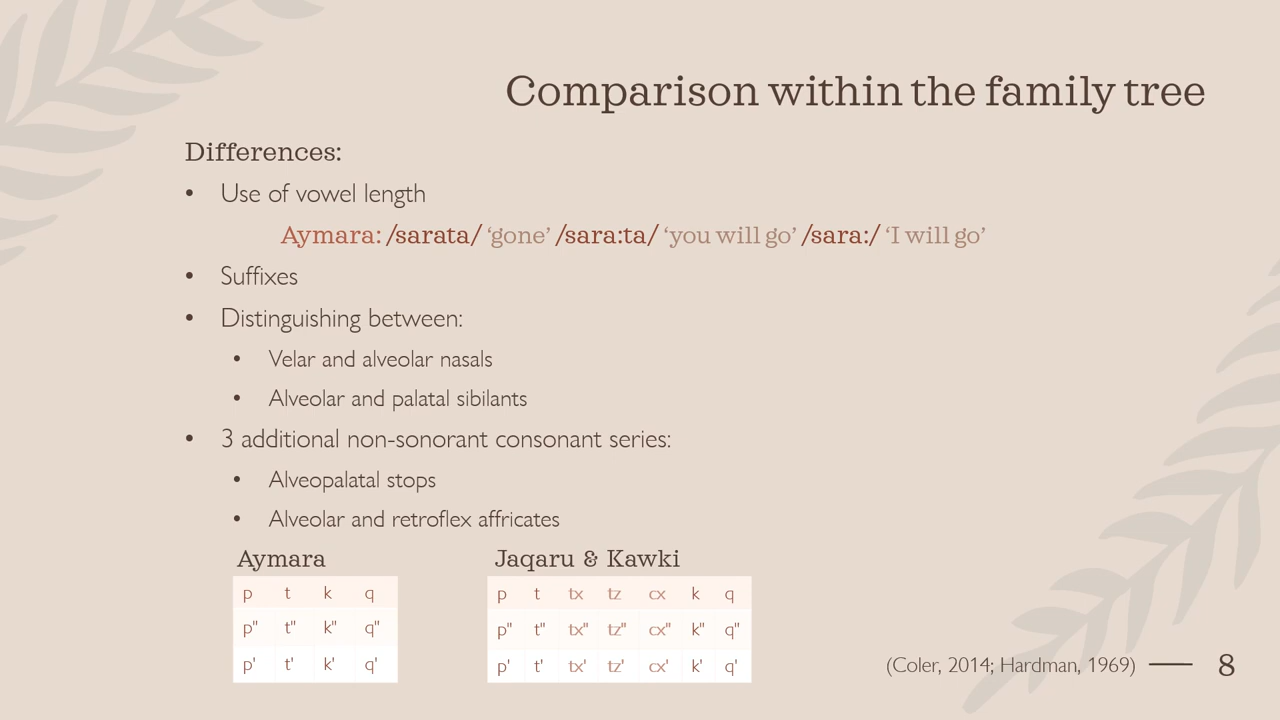 Comparison within the family tree
Differences:
• Use of vowel length
Aymara: /sarata/ ‘gone’ /sara:ta/ ‘you will go’ /sara:/ ‘I will go’
• Suffixes
• Distinguishing between:
• Velar and alveolar nasals
• Alveolar and palatal sibilants
• 3 additional non-sonorant consonant series:
• Alveopalatal stops
• Alveolar and retroflex affricates
Aymara
p t k q
p" t" k" q"
p' t' k' q'
Jaqaru & Kawki
p t tx tz cx k q
p" t" tx" tz" cx" k" q"
p' t' tx' tz' cx' k' q'
(Coler, 2014; Hardman, 1969) — 8